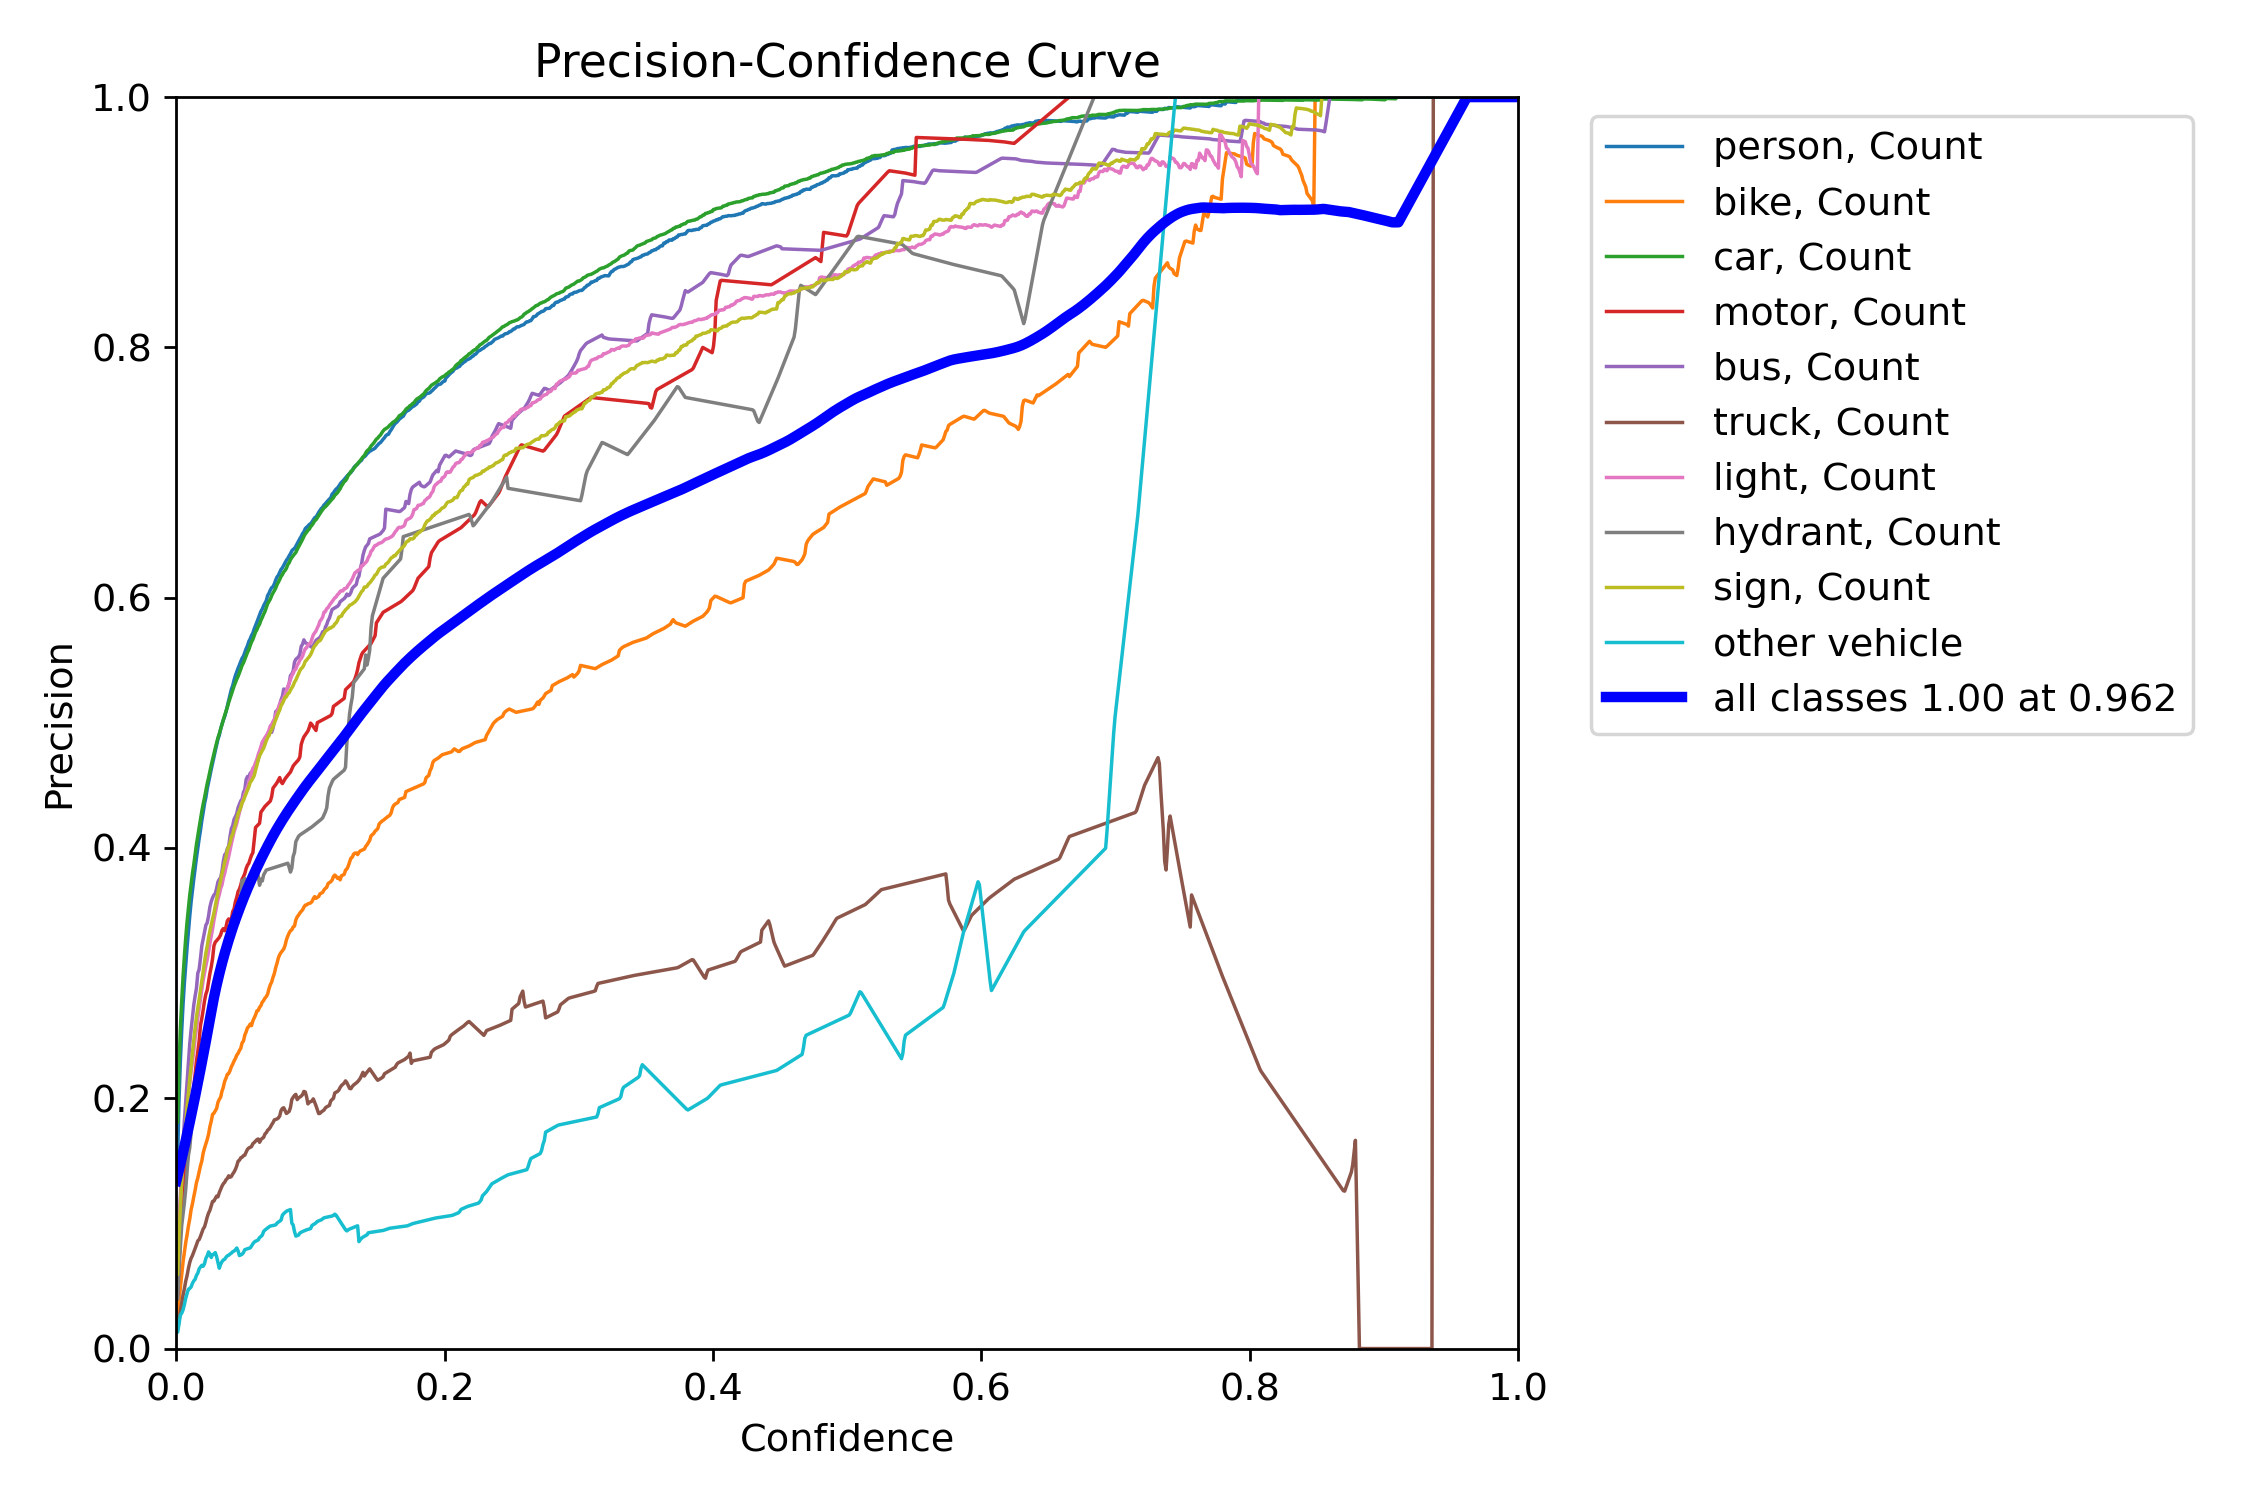 Precision-Confidence Curve
1.0
0.8
0.6
0.4
0.2
0.0
Precision
0.0 0.2 0.4 0.6 0.8 1.0
Confidence
person, Count
bike, Count
car, Count
motor, Count
bus, Count
truck, Count
light, Count
hydrant, Count
sign, Count
other vehicle
all classes 1.00 at 0.962